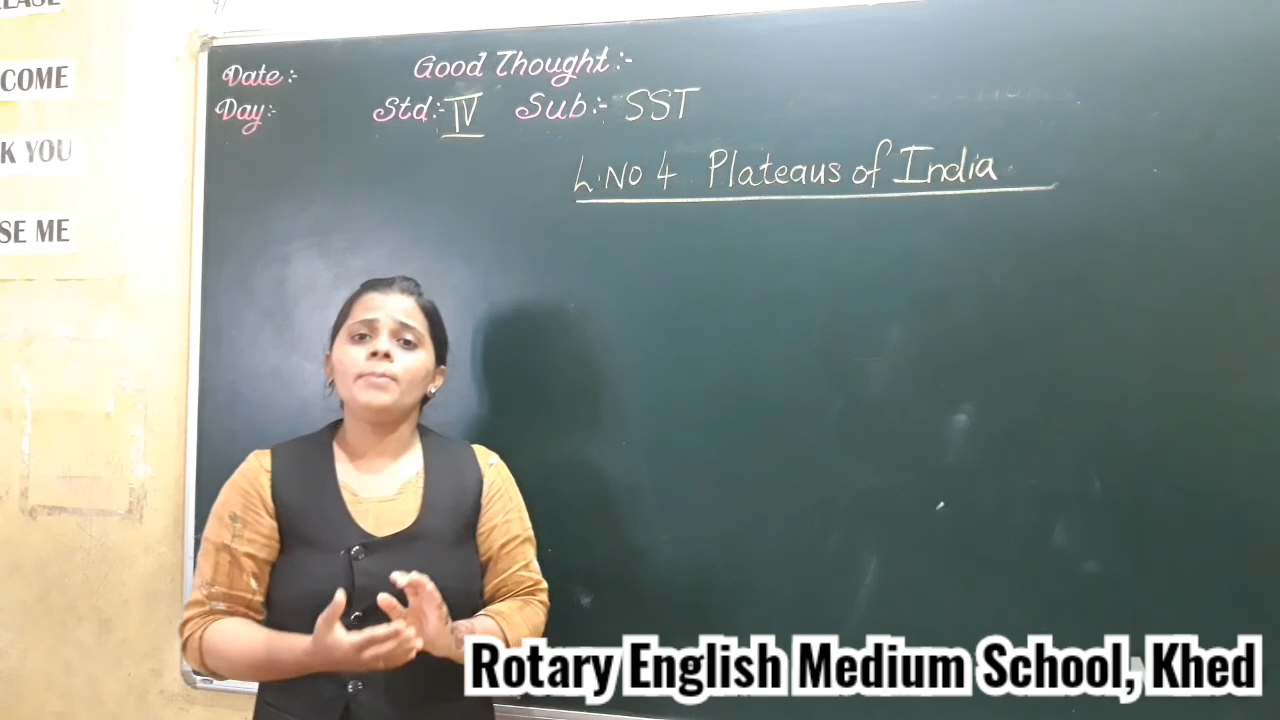 COME
K YOU
SE ME
Good Thought:-
Date:-
Day:-
Std:- IV Sub:- SST
L.NO 4 Plateaus of India
Rotary English Medium School, Khed